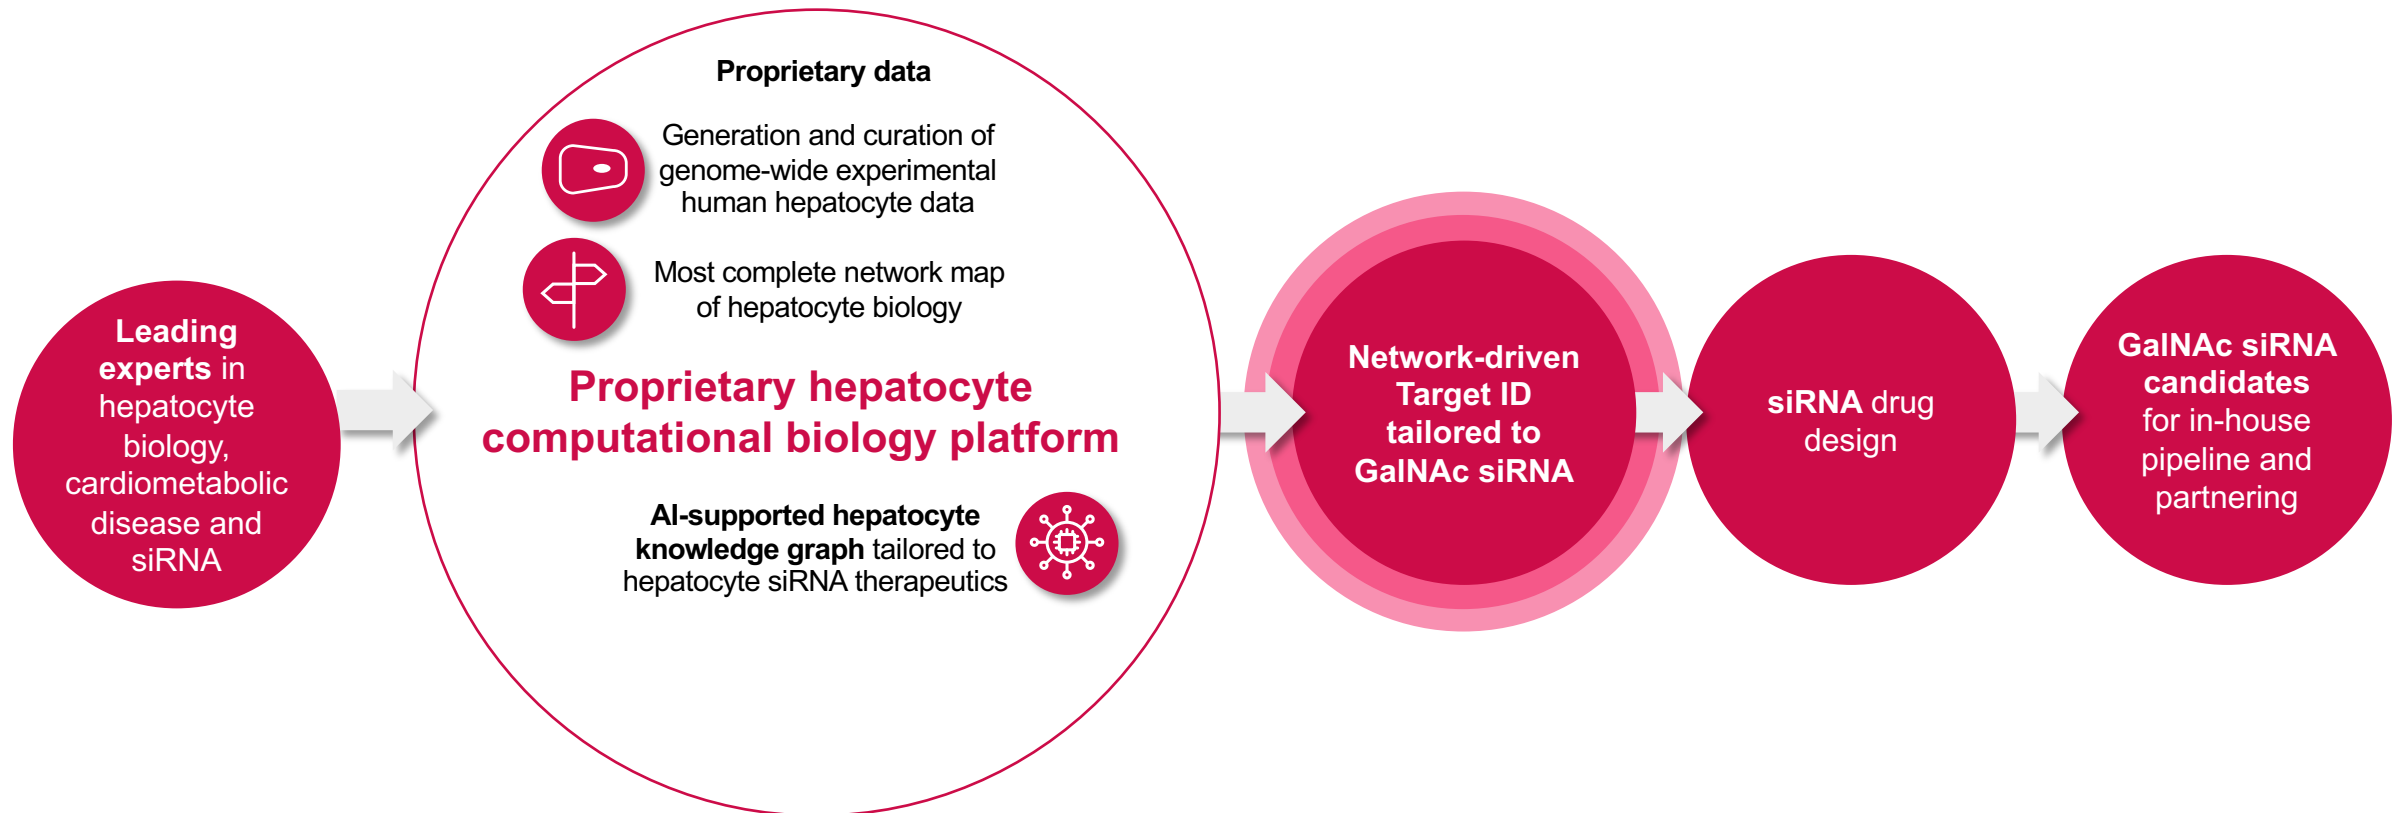 Leading
experts in
hepatocyte
biology,
cardiometabolic
disease and
siRNA
Proprietary data
Generation and curation of
genome-wide experimental
human hepatocyte data
Most complete network map
of hepatocyte biology
Proprietary hepatocyte
computational biology platform
AI-supported hepatocyte
knowledge graph tailored to
hepatocyte siRNA therapeutics
Network-driven
Target ID
tailored to
GalNAc siRNA
siRNA drug
design
GalNAc siRNA
candidates
for in-house
pipeline and
partnering